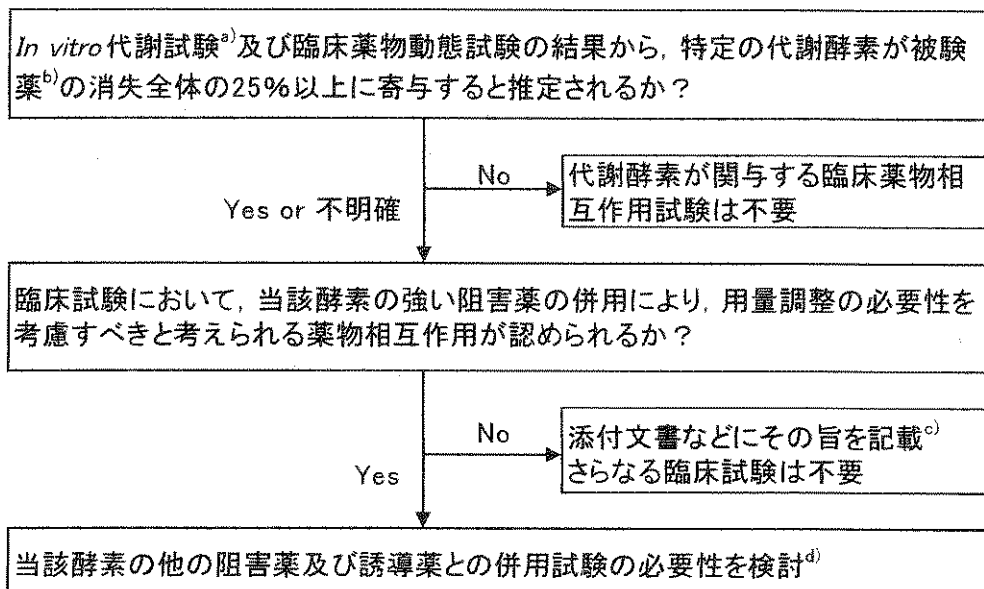 In vitro代謝試験a)及び臨床薬物動態試験の結果から，特定の代謝酵素が被験
薬b)の消失全体の25%以上に寄与すると推定されるか？
No
代謝酵素が関与する臨床薬物相
互作用試験は不要
Yes or 不明確
臨床試験において，当該酵素の強い阻害薬の併用により，用量調整の必要性を
考慮すべきと考えられる薬物相互作用が認められるか？
No
添付文書などにその旨を記載c)
さらなる臨床試験は不要
Yes
当該酵素の他の阻害薬及び誘導薬との併用試験の必要性を検討d)